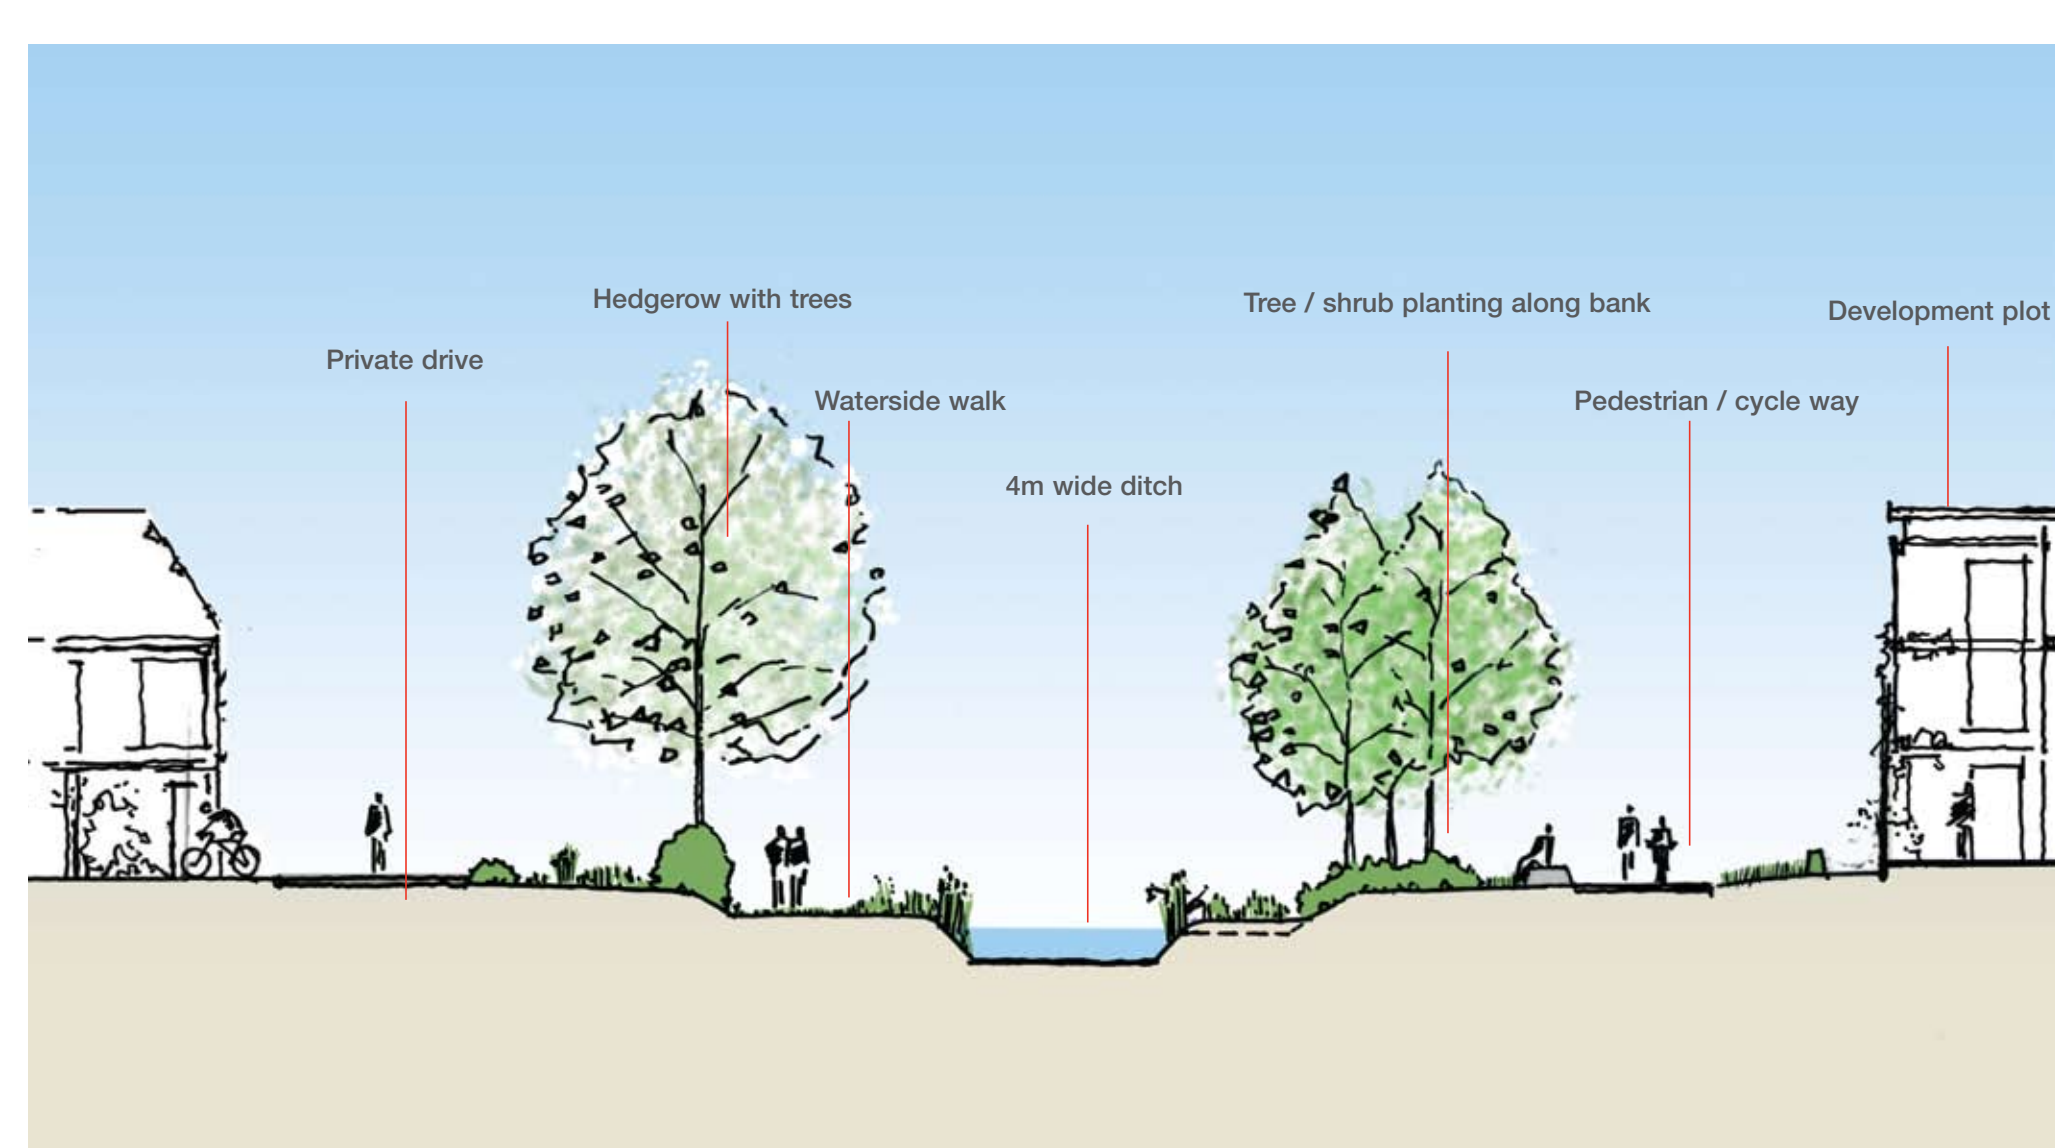 Hedgerow with trees
Tree / shrub planting along bank
Development plot
Private drive
Waterside walk
Pedestrian / cycle way
4m wide ditch